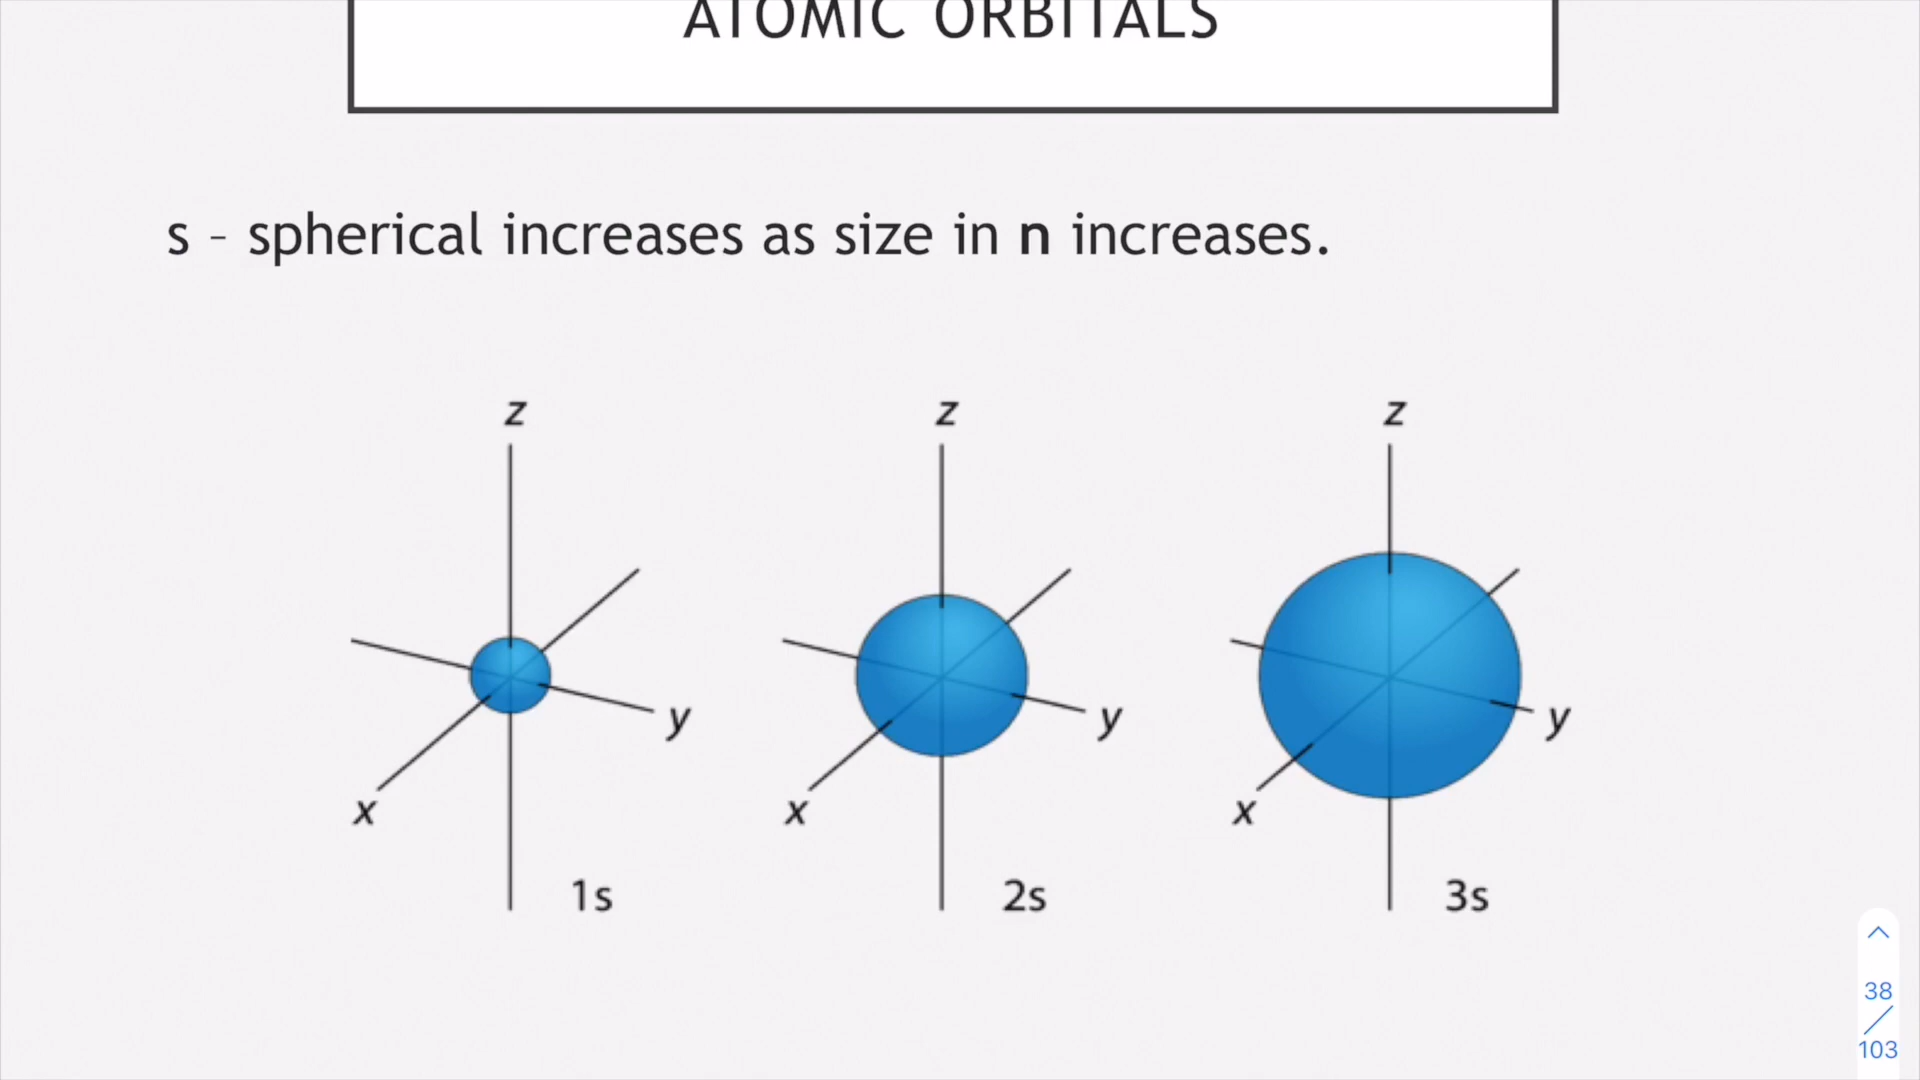 ATOMIC ORBITALS
s – spherical increases as size in n increases.
z z z
y y y
x x x
1s 2s 3s
38
103